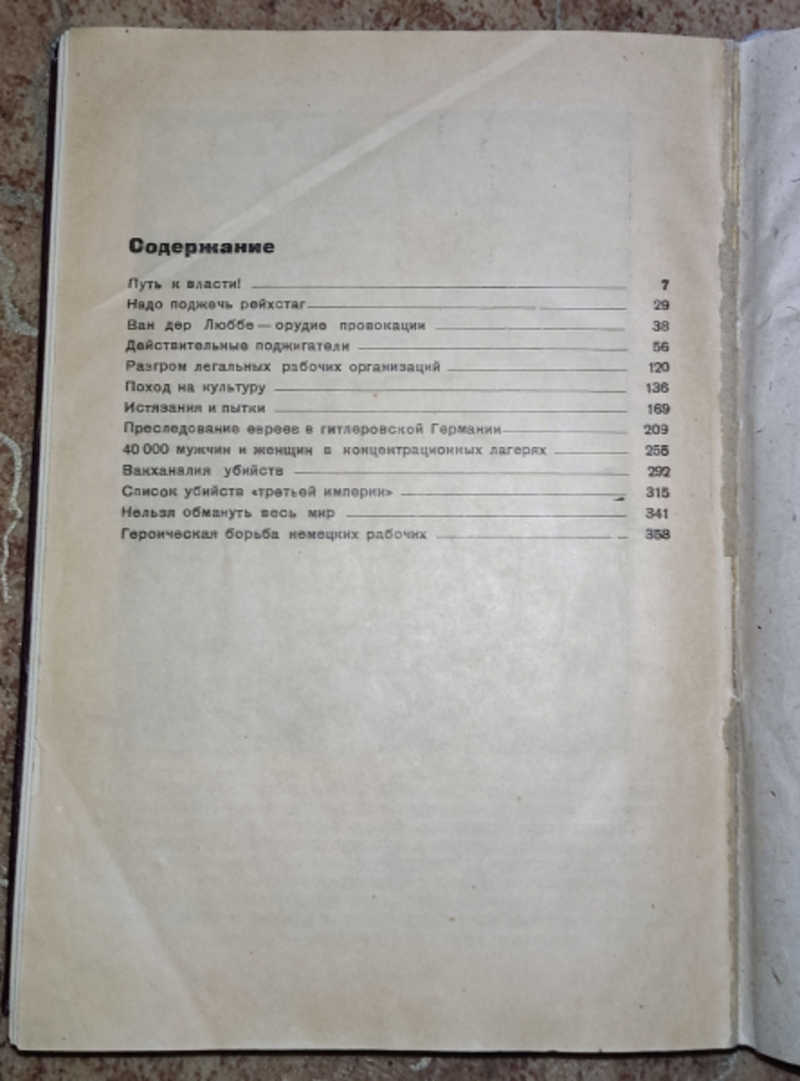 Содержание
Путь к власти! 7
Надо поджечь рейхстаг 29
Ван дер Люббе — орудие провокации 38
Действительные поджигатели 56
Разгром легальных рабочих организаций 120
Поход на культуру 136
Истязания и пытки 169
Преследование евреев в гитлеровской Германии 209
40 000 мужчин и женщин в концентрационных лагерях 255
Вакханалия убийств 292
Список убийств «третьей империи» 315
Нельзя обмануть весь мир 341
Героическая борьба немецких рабочих 358